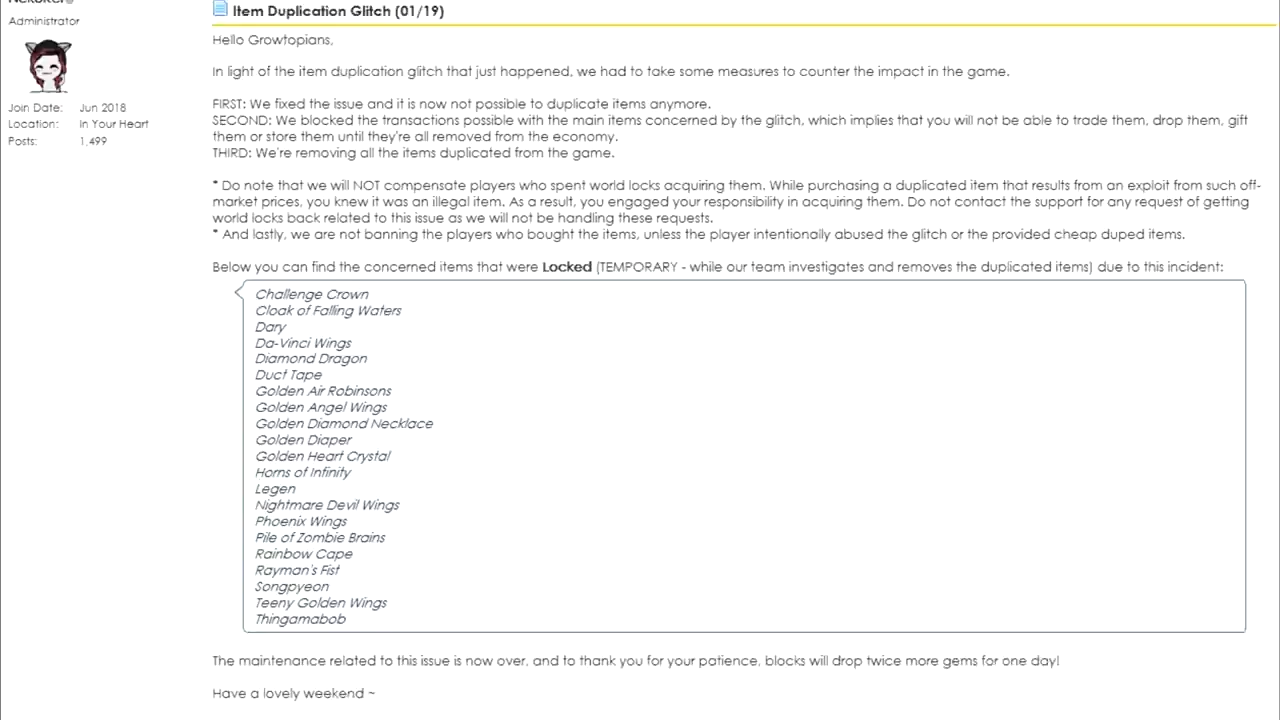 Item Duplication Glitch (01/19)
Administrator
Hello Growtopians,
In light of the item duplication glitch that just happened, we had to take some measures to counter the impact in the game.
Join Date: Jun 2018
Location: In Your Heart
Posts: 1,499
FIRST: We fixed the issue and it is now not possible to duplicate items anymore.
SECOND: We blocked the transactions possible with the main items concerned by the glitch, which implies that you will not be able to trade them, drop them, gift
them or store them until they're all removed from the economy.
THIRD: We're removing all the items duplicated from the game.
* Do note that we will NOT compensate players who spent world locks acquiring them. While purchasing a duplicated item that results from an exploit from such off-
market prices, you knew it was an illegal item. As a result, you engaged your responsibility in acquiring them. Do not contact the support for any request of getting
world locks back related to this issue as we will not be handling these requests.
* And lastly, we are not banning the players who bought the items, unless the player intentionally abused the glitch or the provided cheap duped items.
Below you can find the concerned items that were Locked (TEMPORARY - while our team investigates and removes the duplicated items) due to this incident:
Challenge Crown
Cloak of Falling Waters
Dary
Da-Vinci Wings
Diamond Dragon
Duct Tape
Golden Air Robinsons
Golden Angel Wings
Golden Diamond Necklace
Golden Diaper
Golden Heart Crystal
Horns of Infinity
Legen
Nightmare Devil Wings
Phoenix Wings
Pile of Zombie Brains
Rainbow Cape
Rayman's Fist
Songpyeon
Teeny Golden Wings
Thingamabob
The maintenance related to this issue is now over, and to thank you for your patience, blocks will drop twice more gems for one day!
Have a lovely weekend ~